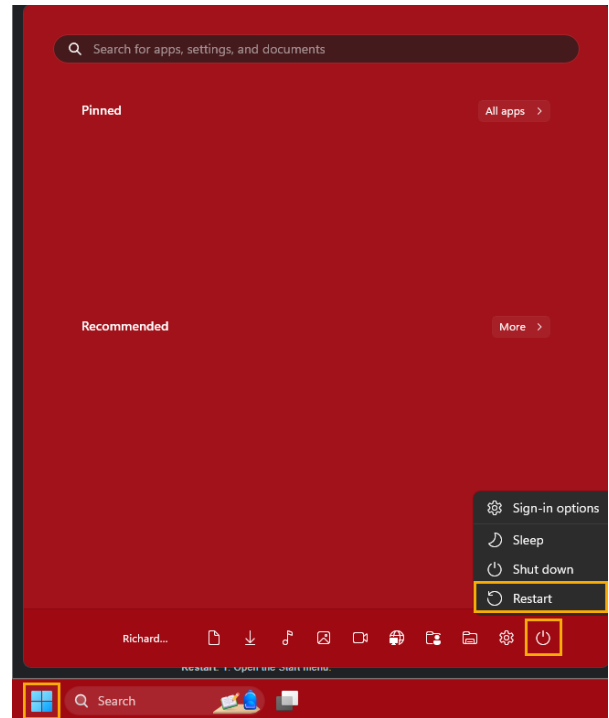 Search for apps, settings, and documents
Pinned
All apps >
Recommended
More >
Sign-in options
Sleep
Shut down
Restart
Richard...
Restart. 1. Open the Start menu.
Search